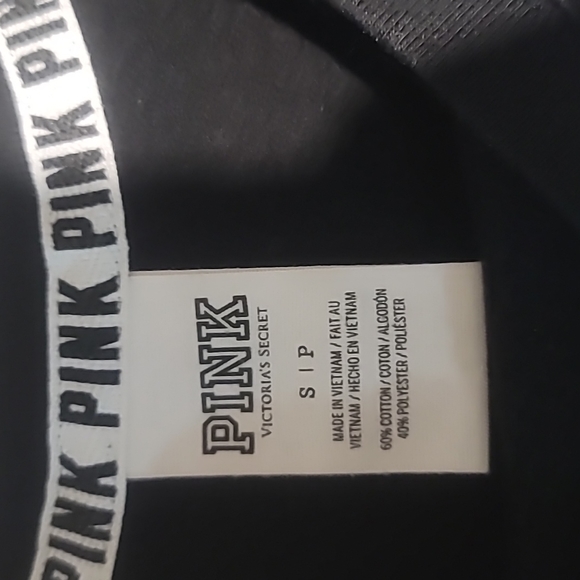 PINK PINK PINK PINK PIN
PINK
VICTORIA'S SECRET
S | P
MADE IN VIETNAM / FAIT AU
VIETNAM / HECHO EN VIETNAM
60% COTTON / COTON / ALGODÓN
40% POLYESTER / POLIÉSTER